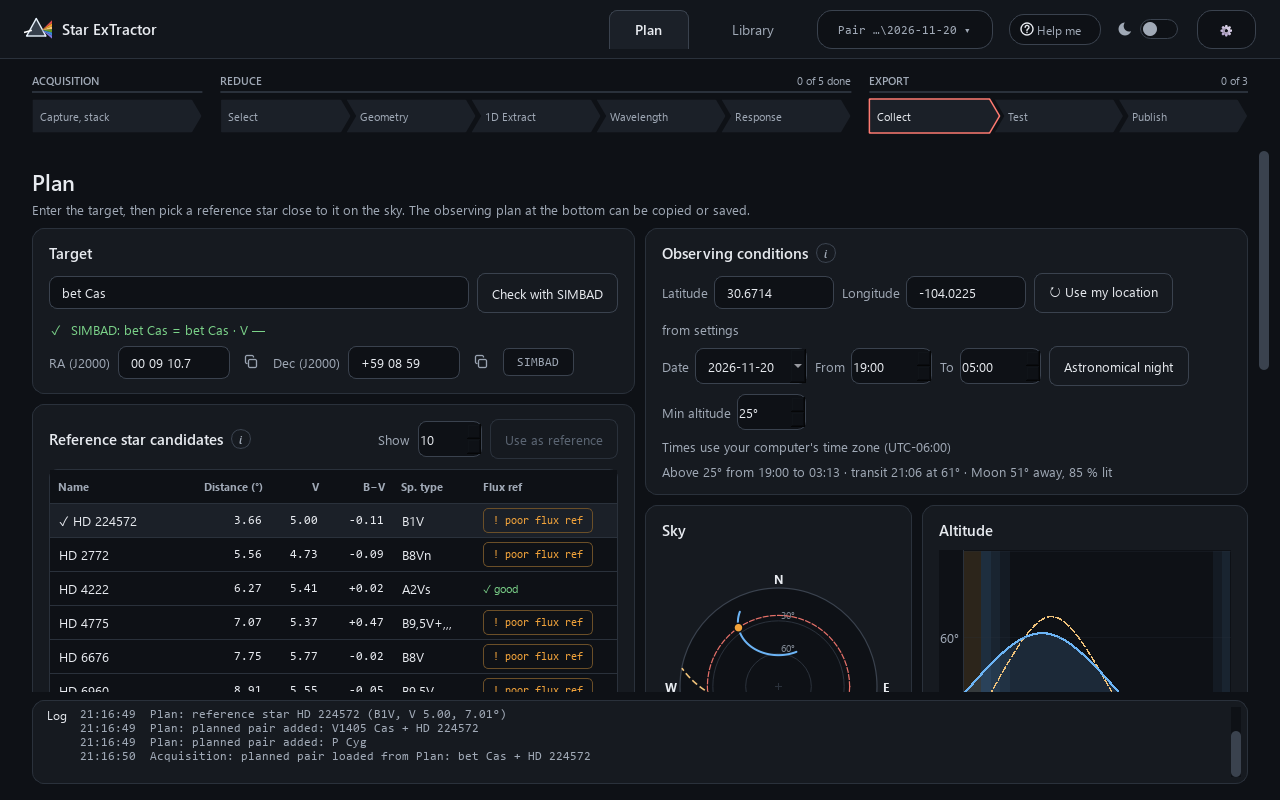 Star ExTractor
Plan
Library
Pair …\2026-11-20 ▾
Help me
ACQUISITION
REDUCE
0 of 5 done
EXPORT
0 of 3
Capture, stack
Select
Geometry
1D Extract
Wavelength
Response
Collect
Test
Publish
Plan
Enter the target, then pick a reference star close to it on the sky. The observing plan at the bottom can be copied or saved.
Target
bet Cas
Check with SIMBAD
✓ SIMBAD: bet Cas = bet Cas · V —
RA (J2000) 00 09 10.7 Dec (J2000) +59 08 59 SIMBAD
Reference star candidates i Show 10 Use as reference
Name Distance (°) V B−V Sp. type Flux ref
✓ HD 224572 3.66 5.00 -0.11 B1V ! poor flux ref
HD 2772 5.56 4.73 -0.09 B8Vn ! poor flux ref
HD 4222 6.27 5.41 +0.02 A2Vs ✓ good
HD 4775 7.07 5.37 +0.47 B9,5V+,,, ! poor flux ref
HD 6676 7.75 5.77 -0.02 B8V ! poor flux ref
HD 6960 8.91 5.55 -0.05 B9.5V ! poor flux ref
Observing conditions i
Latitude 30.6714 Longitude -104.0225 Use my location
from settings
Date 2026-11-20 From 19:00 To 05:00 Astronomical night
Min altitude 25°
Times use your computer's time zone (UTC-06:00)
Above 25° from 19:00 to 03:13 · transit 21:06 at 61° · Moon 51° away, 85 % lit
Sky
N
30°
60°
W
E
Altitude
60°
Log
21:16:49 Plan: reference star HD 224572 (B1V, V 5.00, 7.01°)
21:16:49 Plan: planned pair added: V1405 Cas + HD 224572
21:16:49 Plan: planned pair added: P Cyg
21:16:50 Acquisition: planned pair loaded from Plan: bet Cas + HD 224572